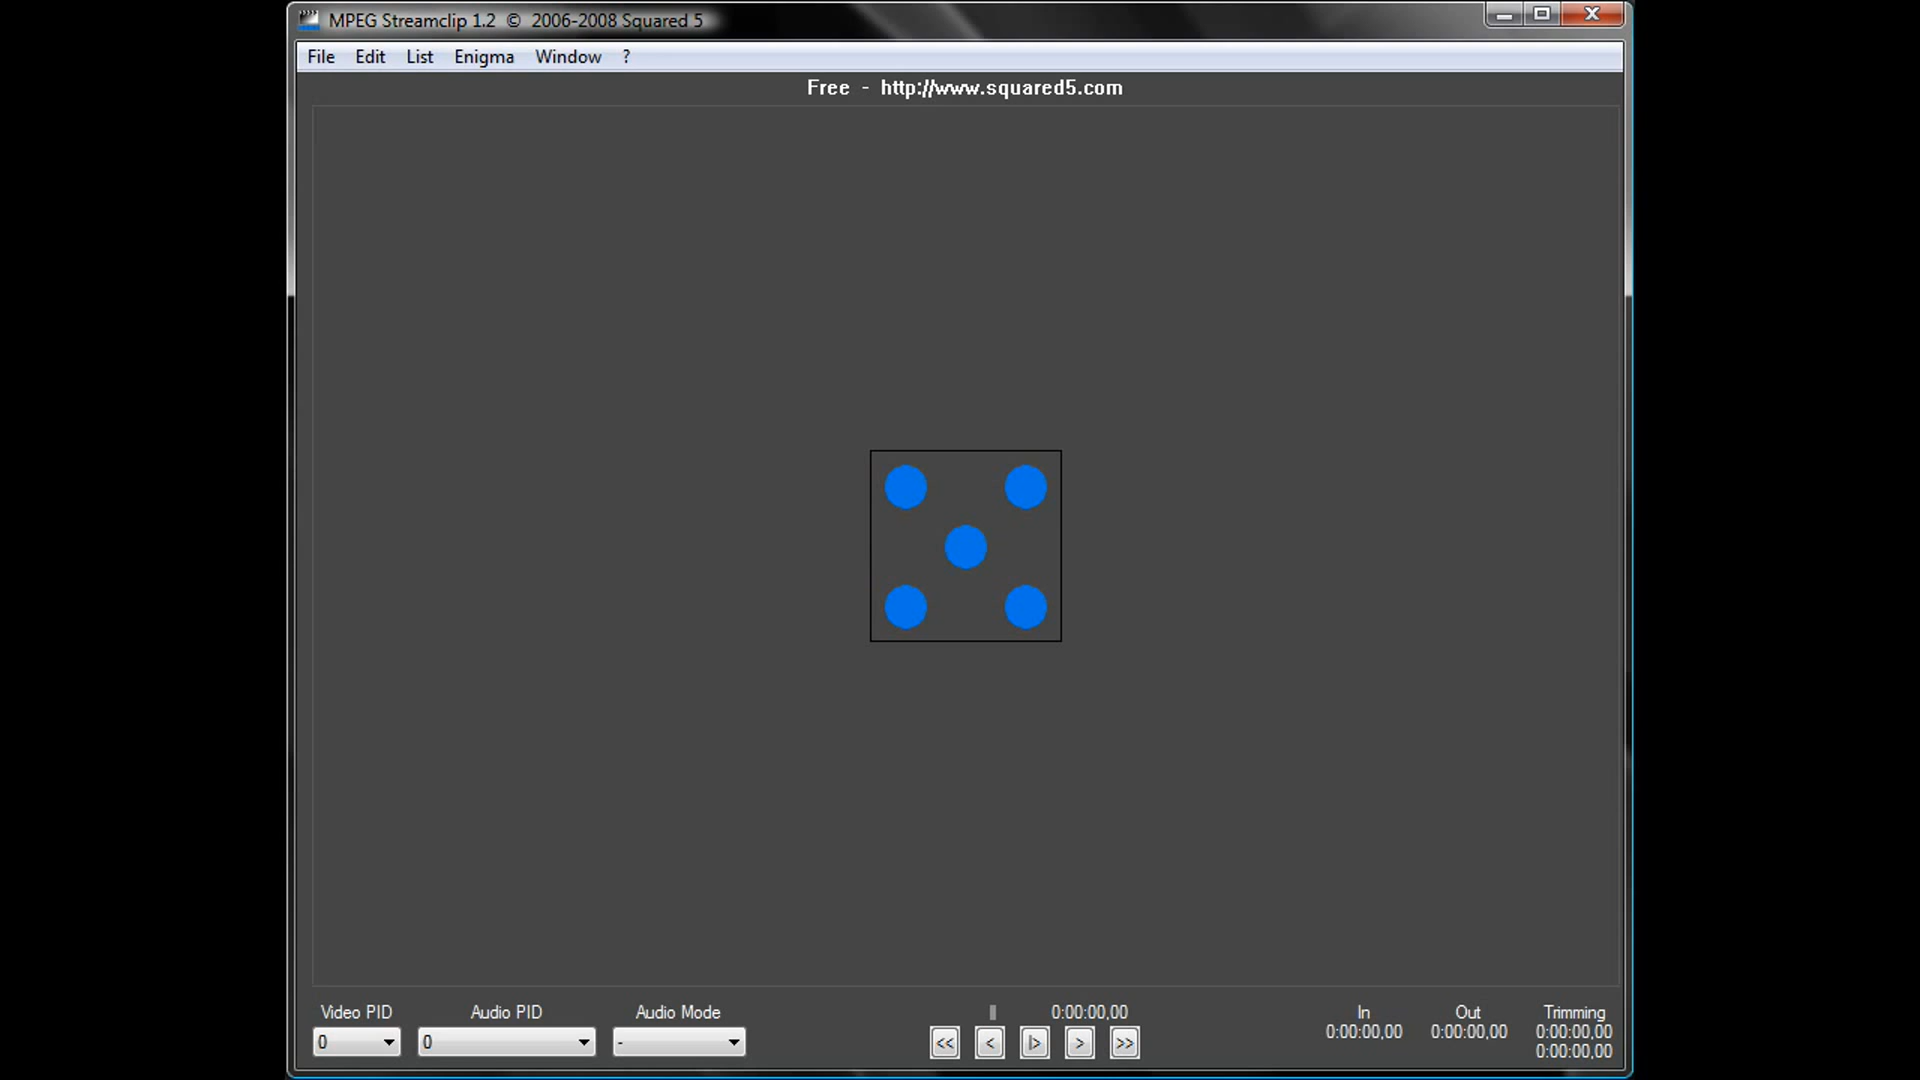 MPEG Streamclip 1.2 © 2006-2008 Squared 5
File Edit List Enigma Window ?
Free - http://www.squared5.com
Video PID Audio PID Audio Mode 0:00:00,00 In Out Trimming
0 0 - << < |> > >> 0:00:00,00 0:00:00,00 0:00:00,00
0:00:00,00